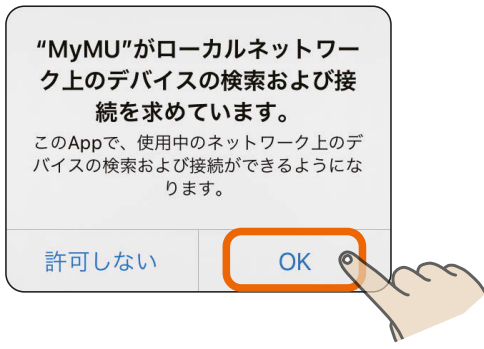 “MyMU”がローカルネットワー
ク上のデバイスの検索および接
続を求めています。
このAppで、使用中のネットワーク上のデ
バイスの検索および接続ができるようにな
ります。
許可しない
OK